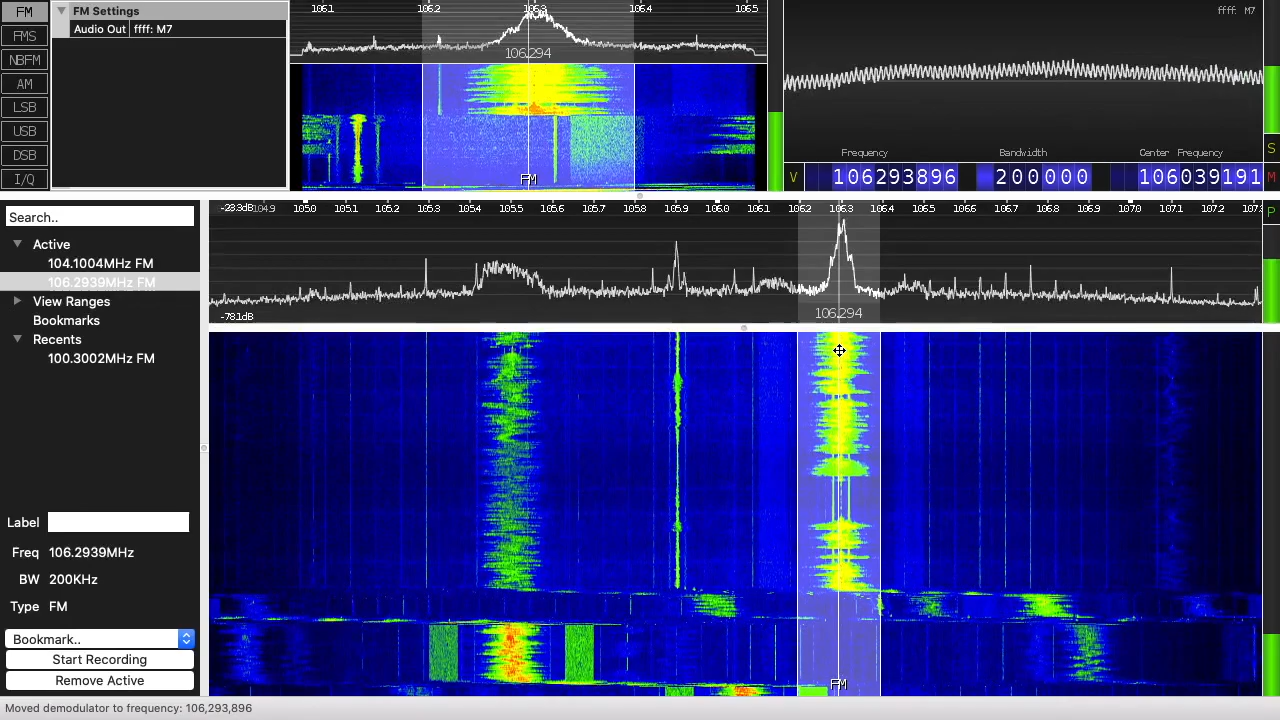 FM
FMS
NBFM
AM
LSB
USB
DSB
I/Q
FM Settings
Audio Out ffff: M7
106.1 106.2 106.3 106.4 106.5
106.294
FM
ffff M7
Frequency Bandwidth Center Frequency
V 106293896 200000 106039191 M
S
P
Search..
Active
104.1004MHz FM
106.2939MHz FM
View Ranges
Bookmarks
Recents
100.3002MHz FM
Label
Freq 106.2939MHz
BW 200KHz
Type FM
Bookmark..
Start Recording
Remove Active
-28.3dB 104.9 105.0 105.1 105.2 105.3 105.4 105.5 105.6 105.7 105.8 105.9 106.0 106.1 106.2 106.3 106.4 106.5 106.6 106.7 106.8 106.9 107.0 107.1 107.2
106.294
-78.1dB
FM
Moved demodulator to frequency: 106,293,896